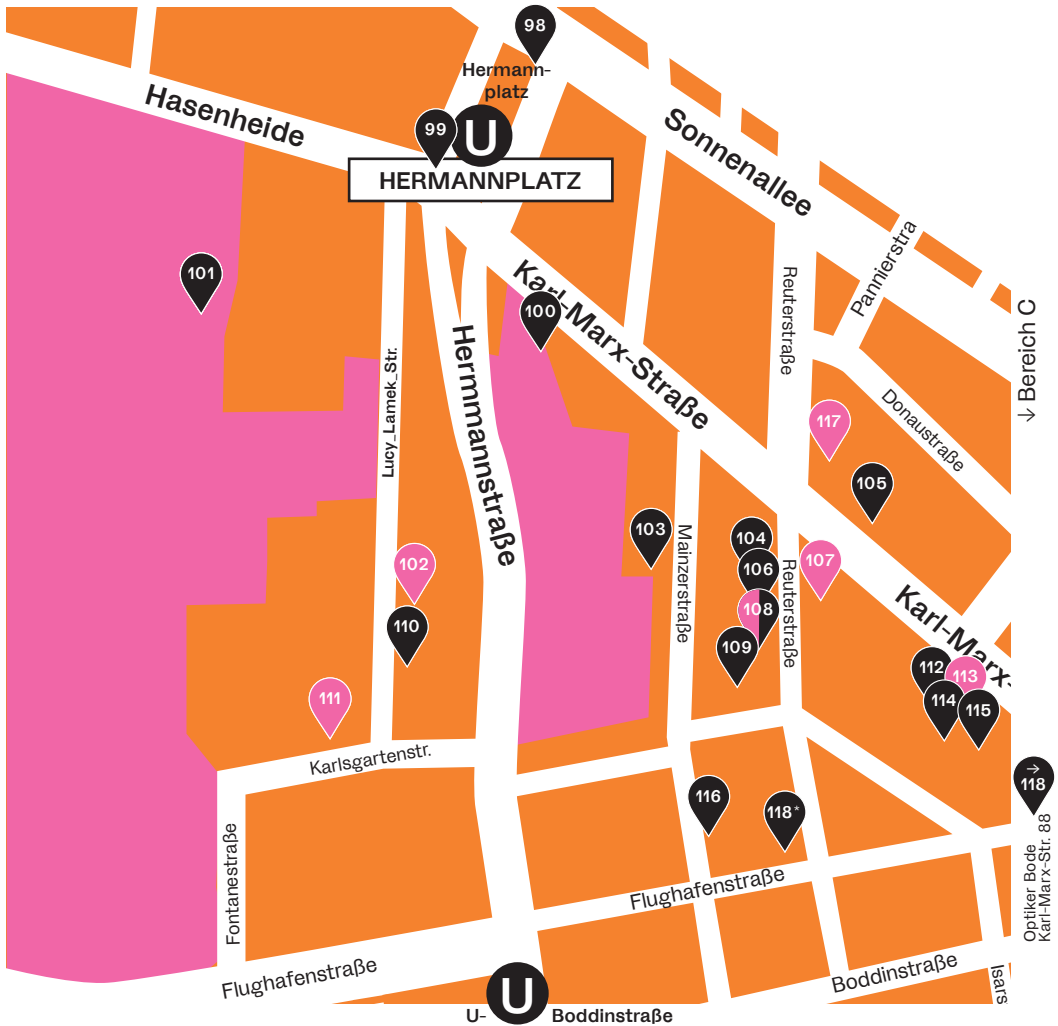 98
Hermann-
platz
Hasenheide
99
U
HERMANNPLATZ
Sonnenallee
Pannierstra
101
Karl-Marx-Straße
100
Reuterstraße
↓ Bereich C
Lucy_Lamek_Str.
Hermmannstraße
117
Donaustraße
105
103
Mainzerstraße
104
106
108
109
Reuterstraße
107
102
110
111
Karl-Marx-
112
113
114
115
Karlsgartenstr.
116
118*
→
118
Optiker Bode
Karl-Marx-Str. 88
Fontanestraße
Flughafenstraße
Flughafenstraße
Boddinstraße
Isars
U
U- Boddinstraße